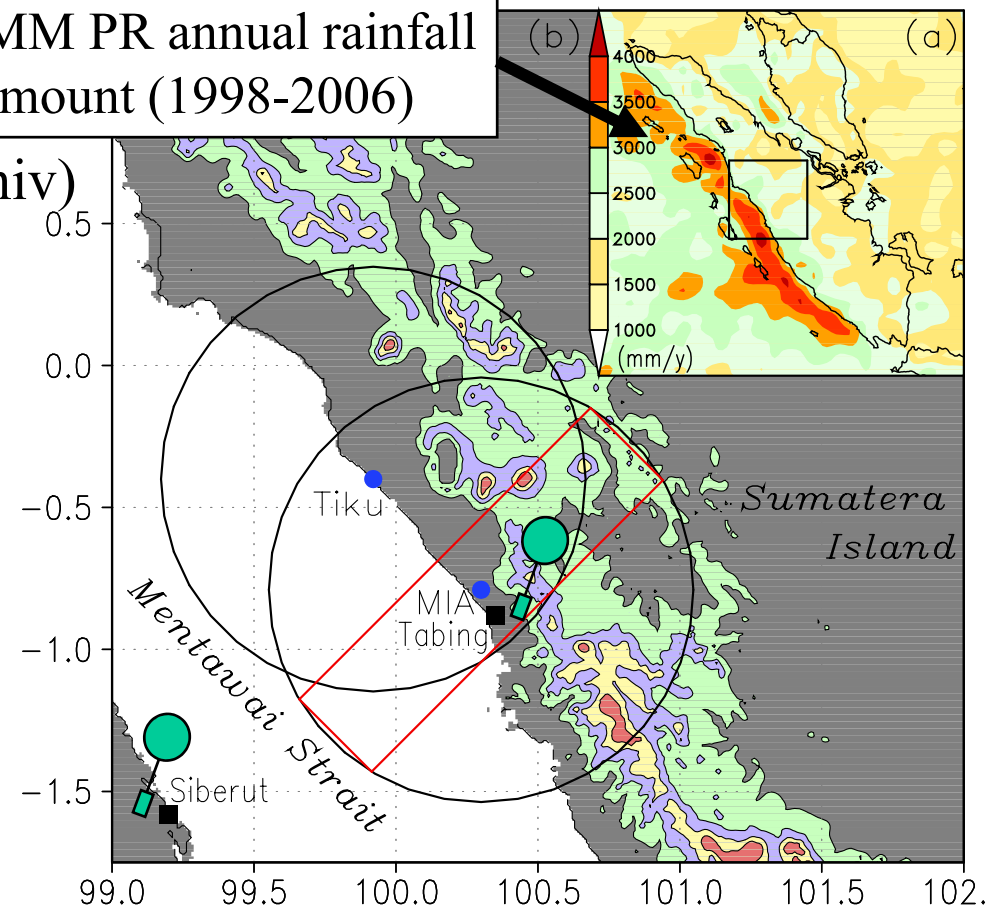 MM PR annual rainfall
mount (1998-2006)
niv)
(b)
(a)
4000
3500
3000
2500
2000
1500
1000
(mm/y)
0.5
0.0
−0.5
−1.0
−1.5
Tiku
MIA
Tabing
Sumatera
Island
Mentawai Strait
Siberut
99.0 99.5 100.0 100.5 101.0 101.5 102.